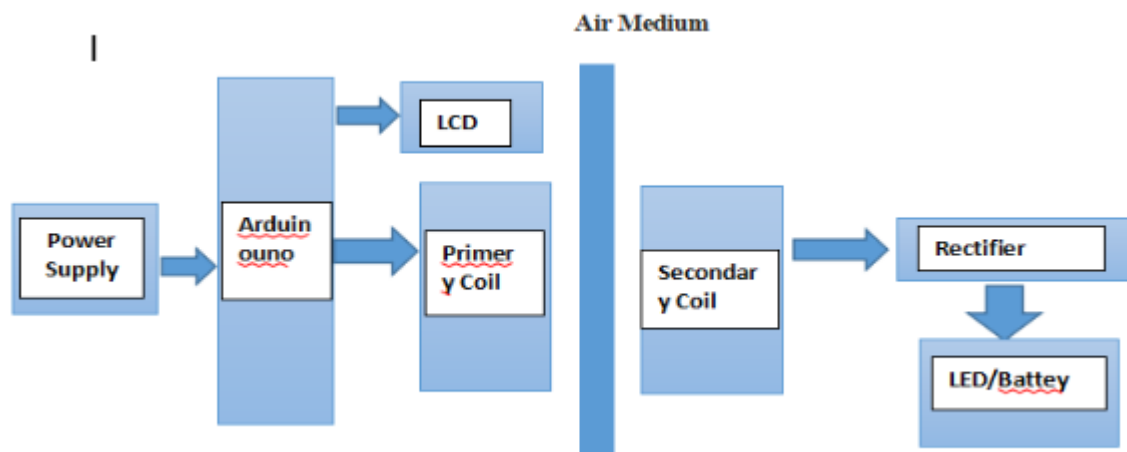 Air Medium
LCD
Power
Supply
Arduin
ouno
Primer
y Coil
Secondar
y Coil
Rectifier
LED/Battey